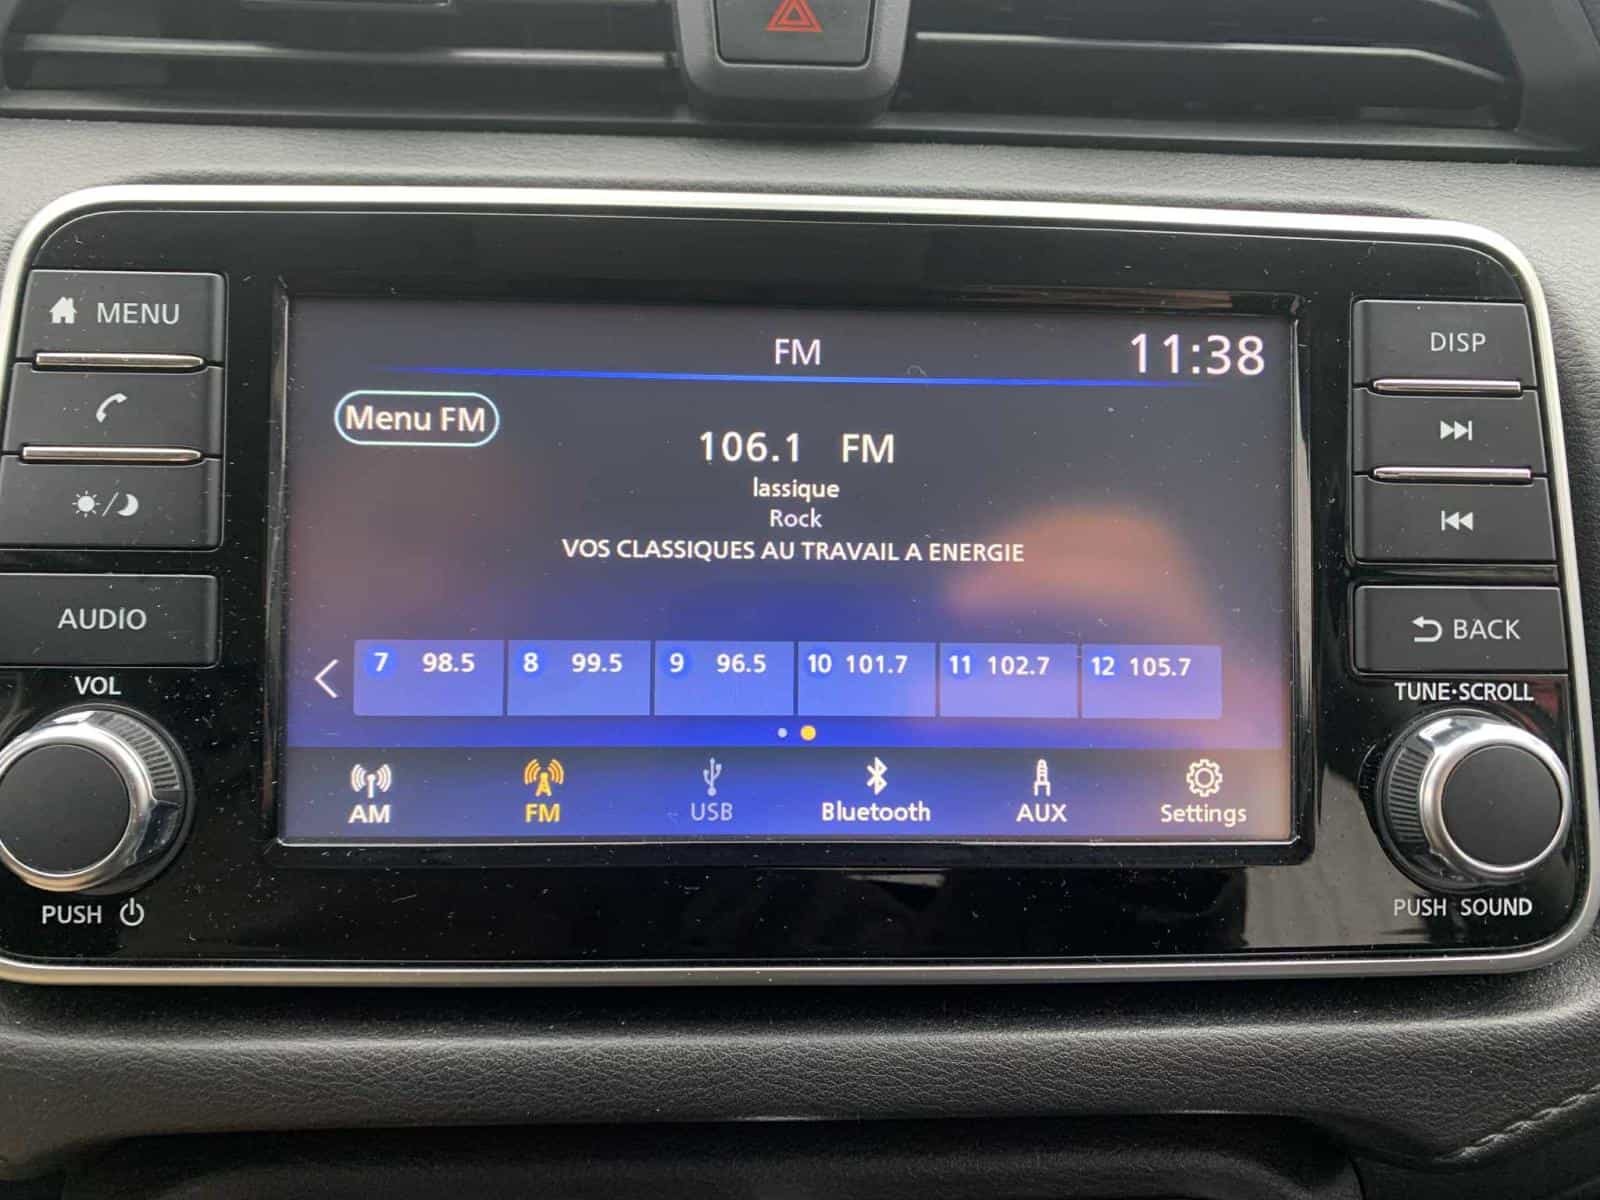 MENU
AUDIO
VOL
PUSH
FM
11:38
Menu FM
106.1 FM
lassique
Rock
VOS CLASSIQUES AU TRAVAIL A ENERGIE
7 98.5 8 99.5 9 96.5 10 101.7 11 102.7 12 105.7
AM FM USB Bluetooth AUX Settings
DISP
BACK
TUNE·SCROLL
PUSH SOUND